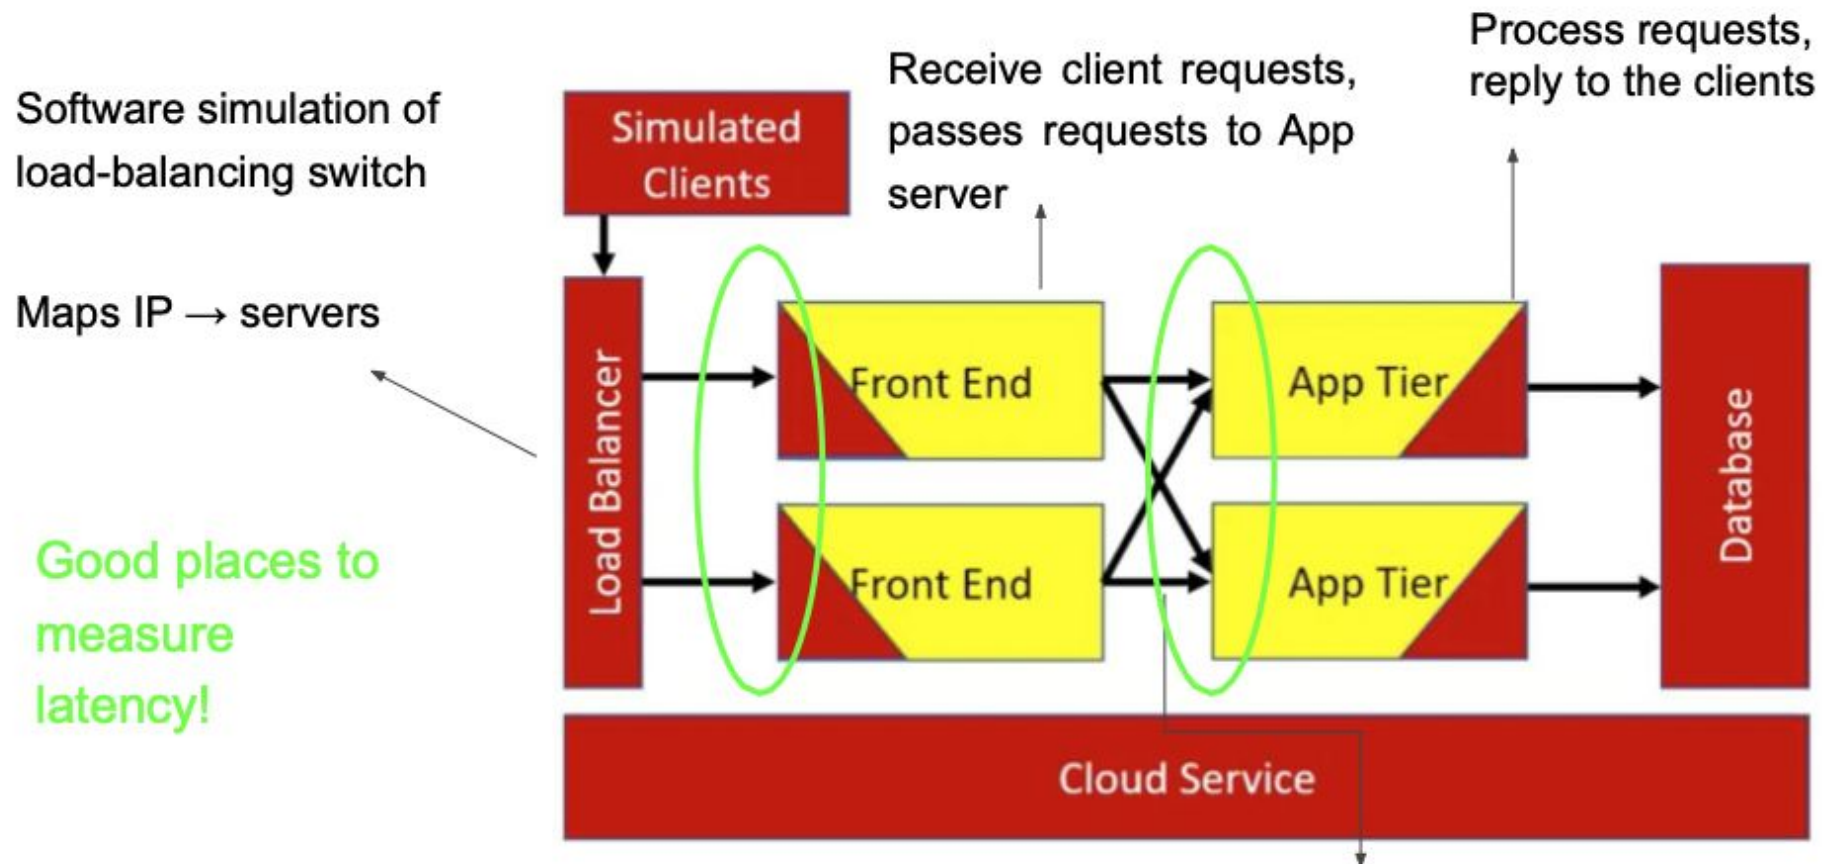 Software simulation of
load-balancing switch
Maps IP → servers
Good places to
measure
latency!
Simulated
Clients
Receive client requests,
passes requests to App
server
Process requests,
reply to the clients
Load Balancer
Front End
App Tier
Front End
App Tier
Database
Cloud Service